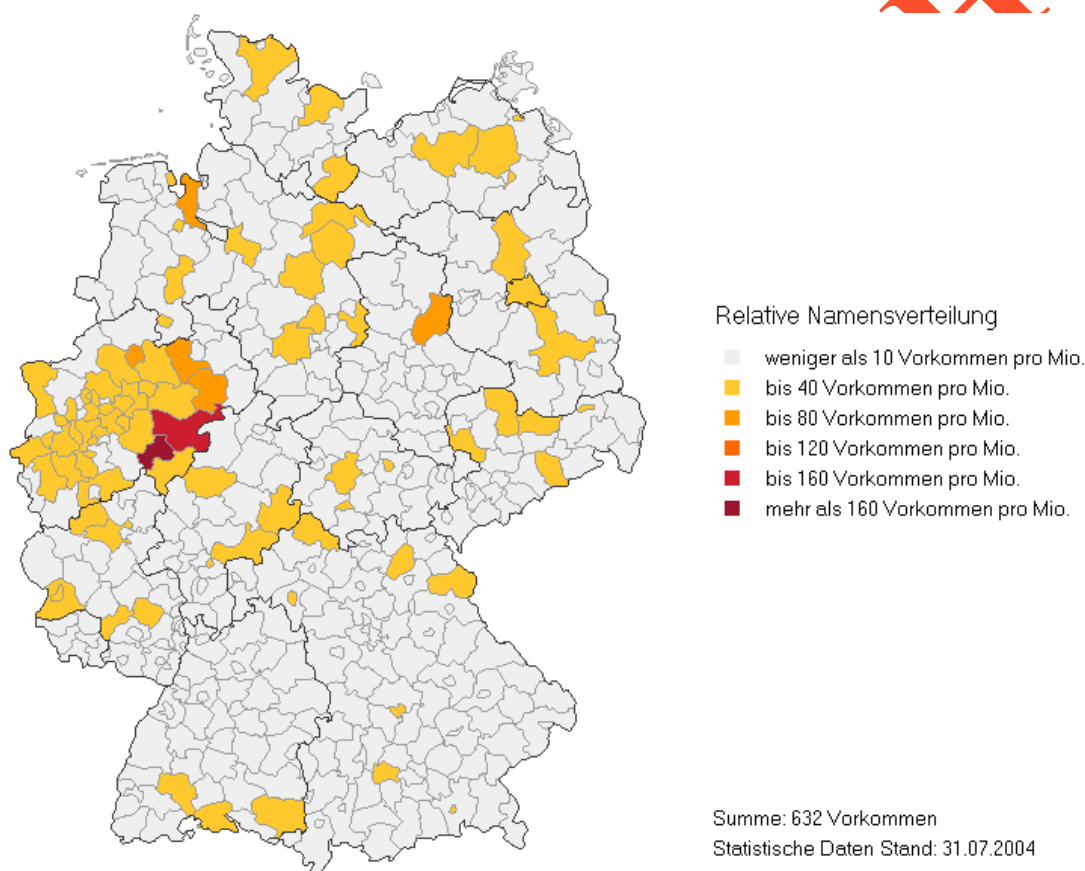 Relative Namensverteilung
weniger als 10 Vorkommen pro Mio.
bis 40 Vorkommen pro Mio.
bis 80 Vorkommen pro Mio.
bis 120 Vorkommen pro Mio.
bis 160 Vorkommen pro Mio.
mehr als 160 Vorkommen pro Mio.
Summe: 632 Vorkommen
Statistische Daten Stand: 31.07.2004